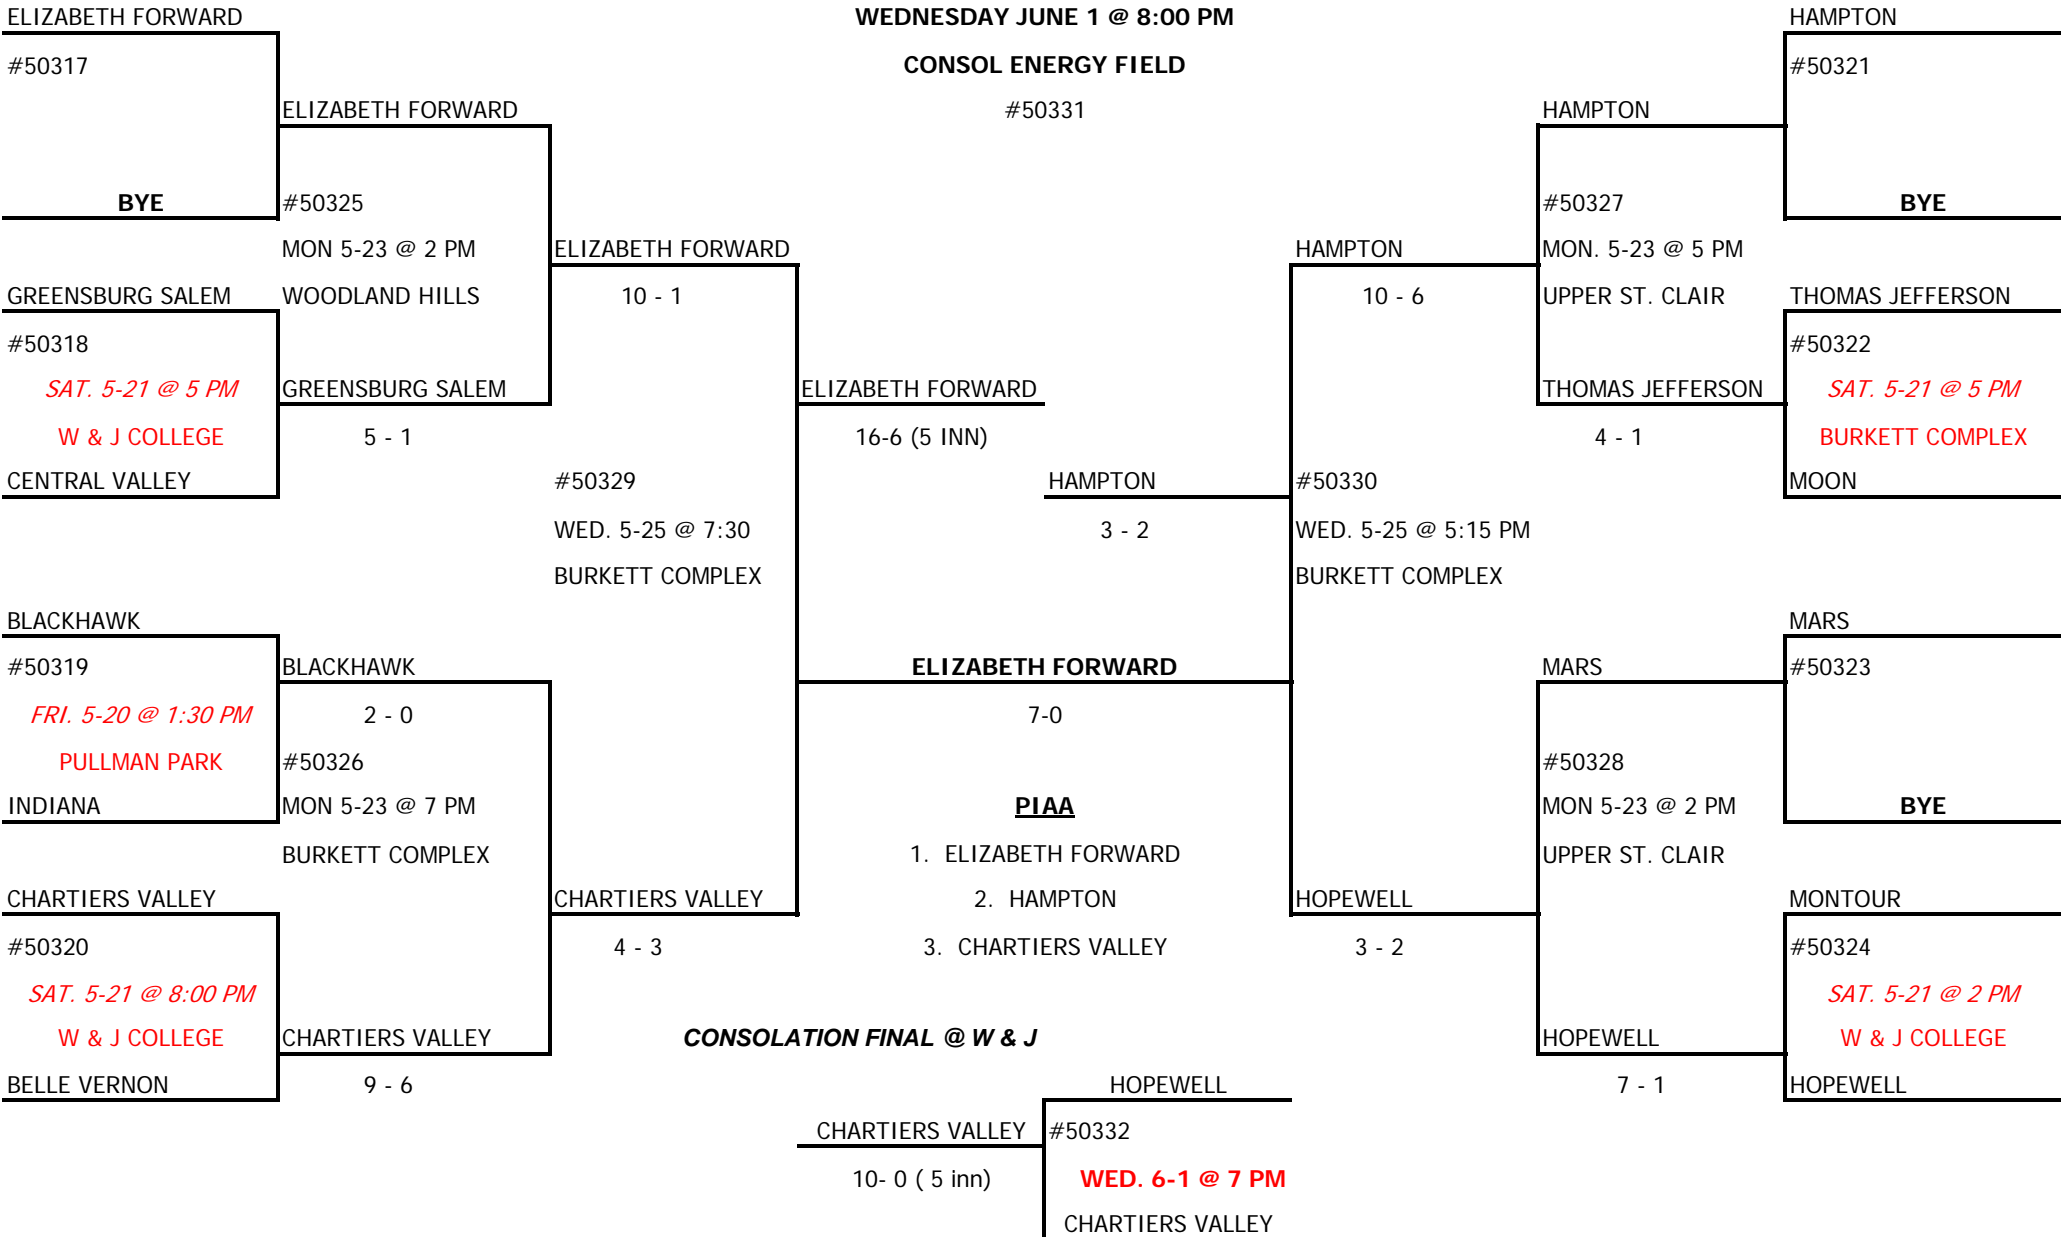 ELIZABETH FORWARD
WEDNESDAY JUNE 1 @ 8:00 PM
HAMPTON
#50317
CONSOL ENERGY FIELD
#50321
ELIZABETH FORWARD
#50331
HAMPTON
BYE
#50325
#50327
BYE
MON 5-23 @ 2 PM
ELIZABETH FORWARD
HAMPTON
MON. 5-23 @ 5 PM
GREENSBURG SALEM
WOODLAND HILLS
10 - 1
10 - 6
UPPER ST. CLAIR
THOMAS JEFFERSON
#50318
#50322
SAT. 5-21 @ 5 PM
GREENSBURG SALEM
ELIZABETH FORWARD
THOMAS JEFFERSON
SAT. 5-21 @ 5 PM
W & J COLLEGE
5 - 1
16-6 (5 INN)
4 - 1
BURKETT COMPLEX
CENTRAL VALLEY
#50329
HAMPTON
#50330
MOON
WED. 5-25 @ 7:30
3 - 2
WED. 5-25 @ 5:15 PM
BURKETT COMPLEX
BURKETT COMPLEX
BLACKHAWK
MARS
#50319
BLACKHAWK
ELIZABETH FORWARD
MARS
#50323
FRI. 5-20 @ 1:30 PM
2 - 0
7-0
PULLMAN PARK
#50326
#50328
INDIANA
MON 5-23 @ 7 PM
PIAA
MON 5-23 @ 2 PM
BYE
BURKETT COMPLEX
1. ELIZABETH FORWARD
UPPER ST. CLAIR
CHARTIERS VALLEY
CHARTIERS VALLEY
2. HAMPTON
HOPEWELL
MONTOUR
#50320
4 - 3
3. CHARTIERS VALLEY
3 - 2
#50324
SAT. 5-21 @ 8:00 PM
SAT. 5-21 @ 2 PM
W & J COLLEGE
CHARTIERS VALLEY
CONSOLATION FINAL @ W & J
HOPEWELL
W & J COLLEGE
BELLE VERNON
9 - 6
HOPEWELL
7 - 1
HOPEWELL
CHARTIERS VALLEY
#50332
10- 0 ( 5 inn)
WED. 6-1 @ 7 PM
CHARTIERS VALLEY